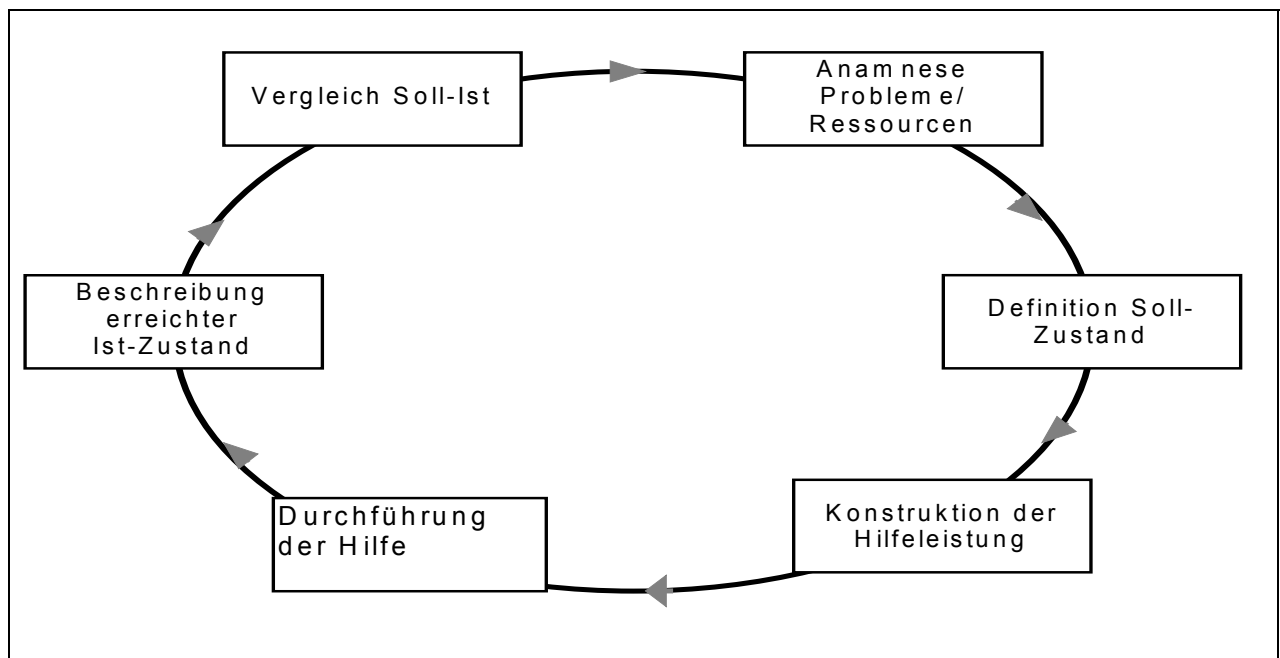 Vergleich Soll-Ist
Anamnese
Probleme/
Ressourcen
Definition Soll-
Zustand
Konstruktion der
Hilfeleistung
Durchführung
der Hilfe
Beschreibung
erreichter
Ist-Zustand